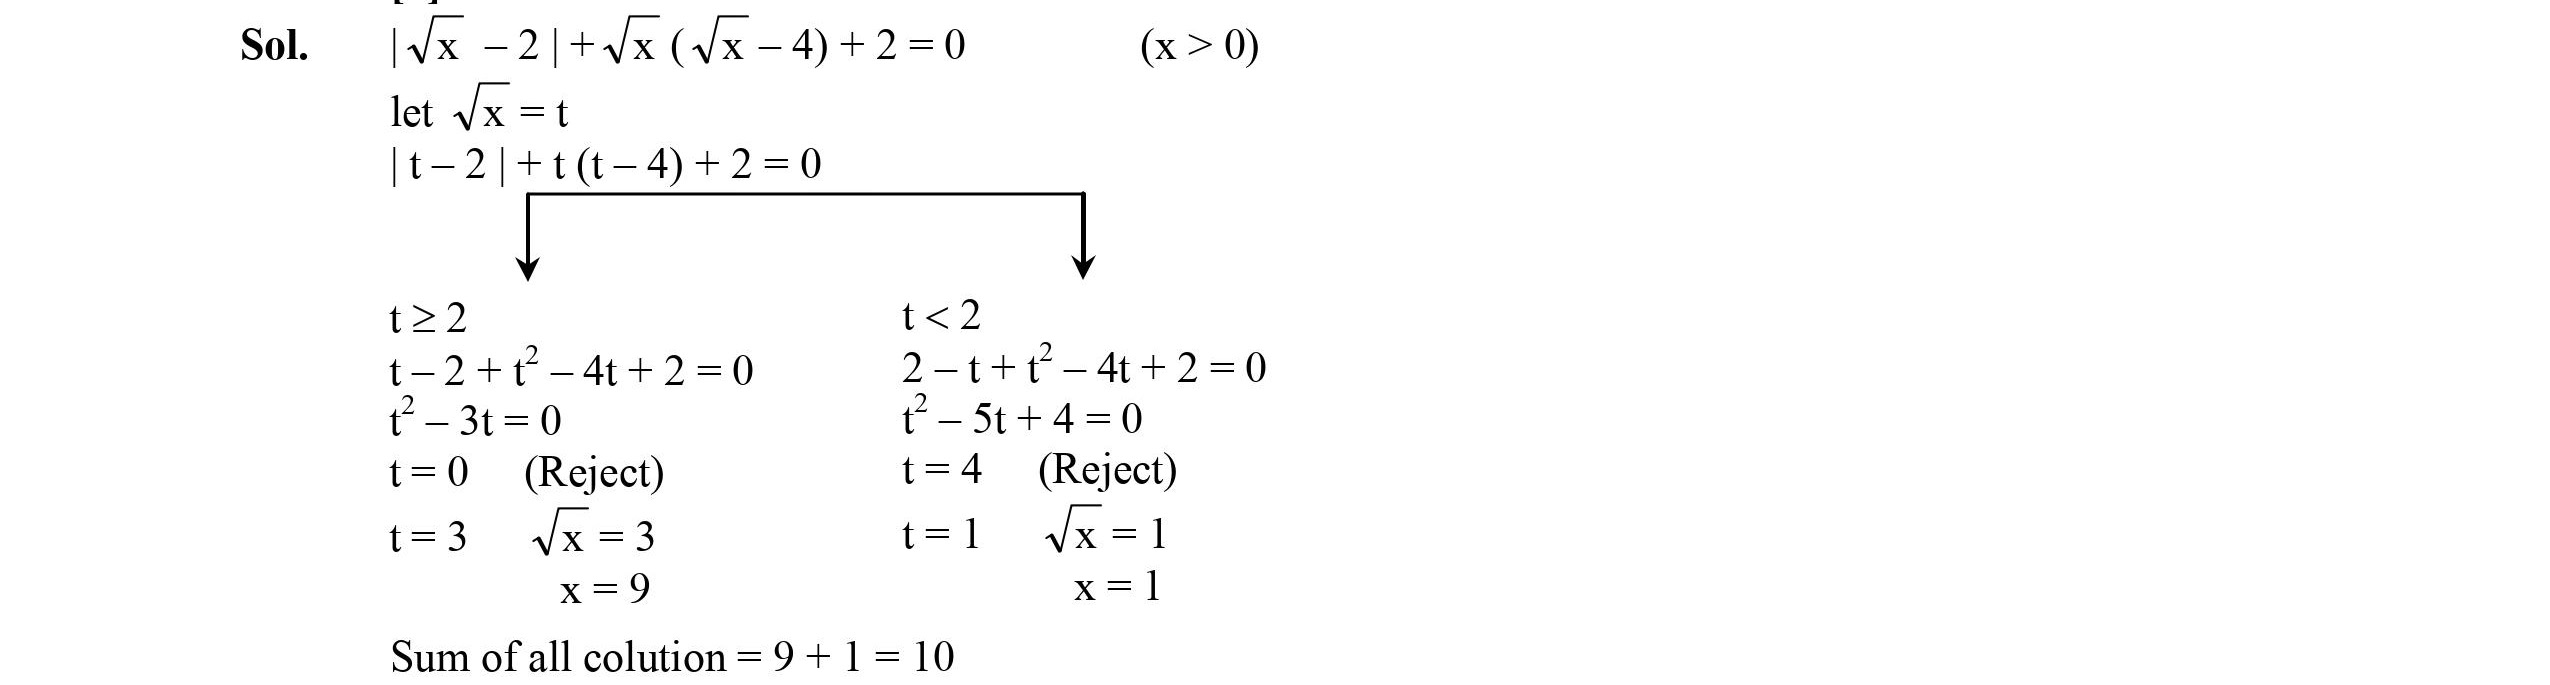 Sol. | √x – 2 | + √x ( √x – 4) + 2 = 0 (x > 0)
let √x = t
| t – 2 | + t (t – 4) + 2 = 0
t ≥ 2 t < 2
t – 2 + t² – 4t + 2 = 0 2 – t + t² – 4t + 2 = 0
t² – 3t = 0 t² – 5t + 4 = 0
t = 0 (Reject) t = 4 (Reject)
t = 3 √x = 3 t = 1 √x = 1
x = 9 x = 1
Sum of all colution = 9 + 1 = 10